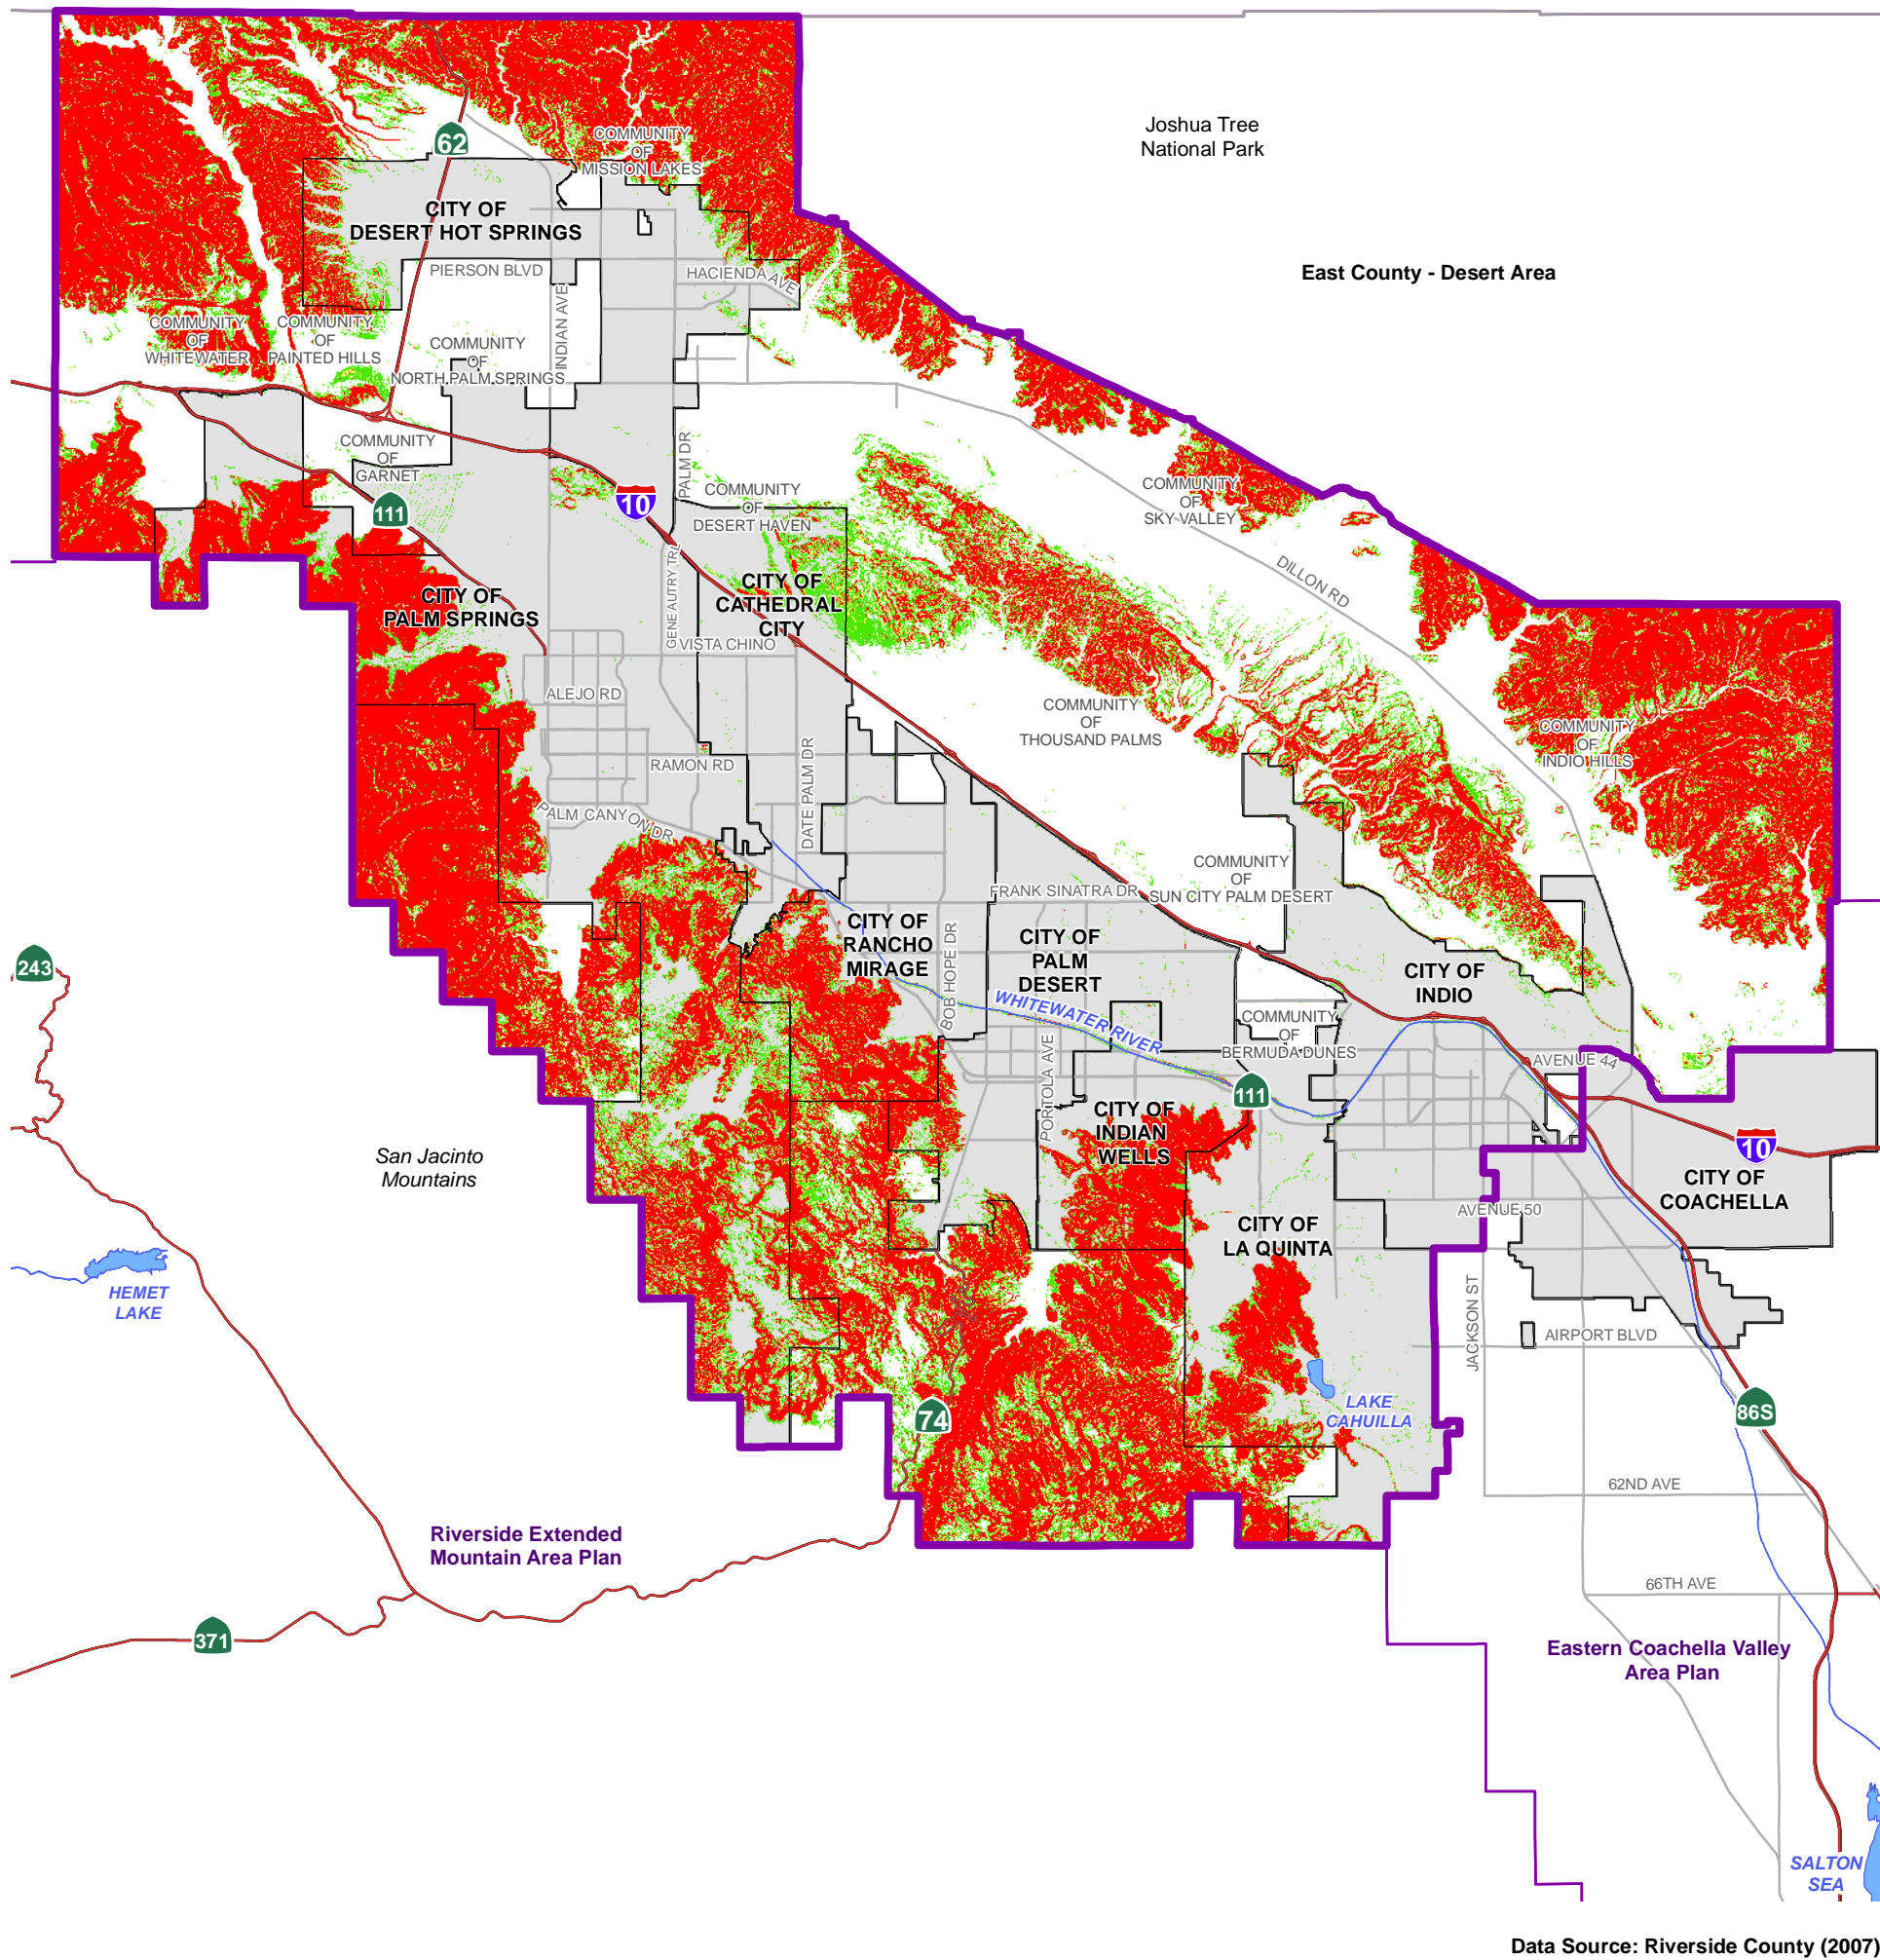 Joshua Tree
National Park
East County - Desert Area
62
COMMUNITY
OF
MISSION LAKES
CITY OF
DESERT HOT SPRINGS
PIERSON BLVD
HACIENDA AVE
INDIAN AVE
COMMUNITY
OF
WHITEWATER
COMMUNITY
OF
PAINTED HILLS
COMMUNITY
OF
NORTH PALM SPRINGS
COMMUNITY
OF
GARNET
PALM DR
111
10
COMMUNITY
OF
DESERT HAVEN
COMMUNITY
OF
SKY VALLEY
DILLON RD
GENE AUTRY TRL
CITY OF
PALM SPRINGS
CITY OF
CATHEDRAL
CITY
VISTA CHINO
ALEJO RD
COMMUNITY
OF
THOUSAND PALMS
COMMUNITY
OF
INDIO HILLS
RAMON RD
DATE PALM DR
PALM CANYON DR
COMMUNITY
OF
SUN CITY PALM DESERT
FRANK SINATRA DR
CITY OF
RANCHO
MIRAGE
BOB HOPE DR
CITY OF
PALM
DESERT
CITY OF
INDIO
243
WHITEWATER RIVER
COMMUNITY
OF
BERMUDA DUNES
PORTOLA AVE
AVENUE 44
111
CITY OF
INDIAN
WELLS
10
San Jacinto
Mountains
CITY OF
COACHELLA
AVENUE 50
CITY OF
LA QUINTA
HEMET
LAKE
JACKSON ST
AIRPORT BLVD
74
LAKE
CAHUILLA
86S
62ND AVE
Riverside Extended
Mountain Area Plan
66TH AVE
371
Eastern Coachella Valley
Area Plan
SALTON
SEA
Data Source: Riverside County (2007)